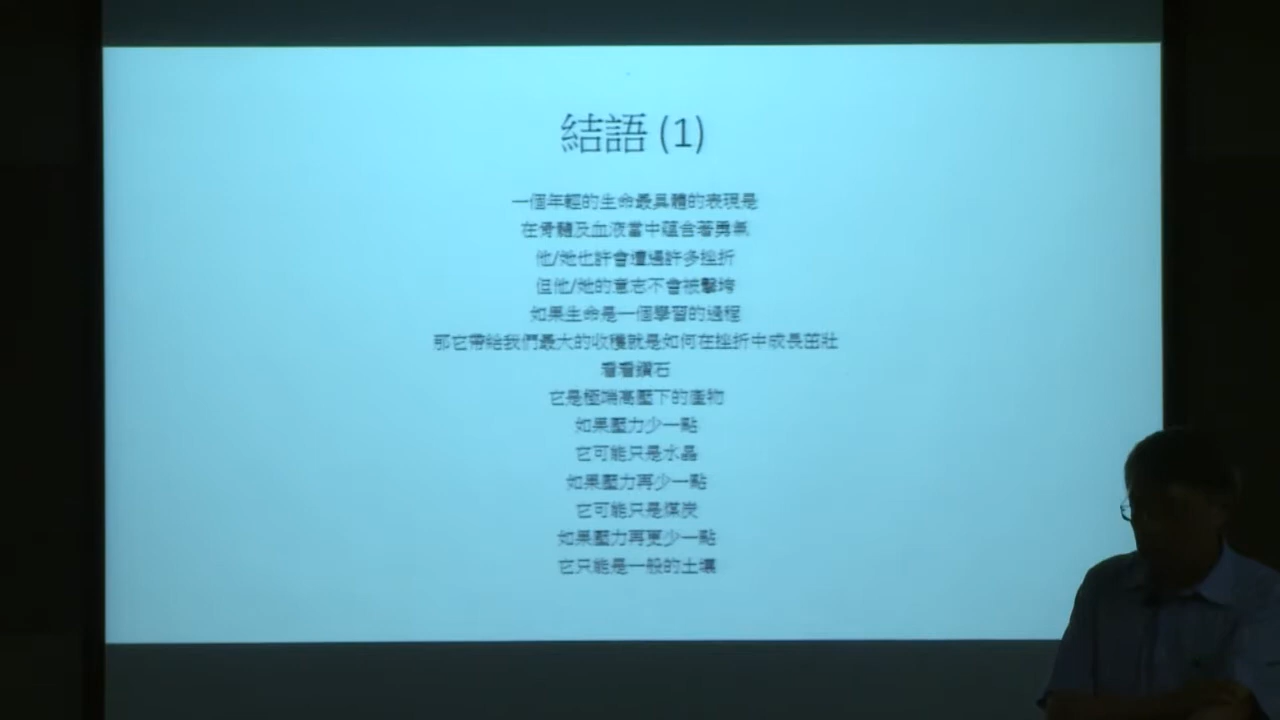 結語 (1)
一個年輕的生命最具體的表現是
在骨髓及血液當中蘊含著勇氣
他/她也許會遭遇許多挫折
但他/她的意志不會被擊垮
如果生命是一個學習的過程
那它帶給我們最大的收穫就是如何在挫折中成長茁壯
看看鑽石
它是極端高壓下的產物
如果壓力少一點
它可能只是水晶
如果壓力再少一點
它可能只是煤炭
如果壓力再更少一點
它只能是一般的土壤